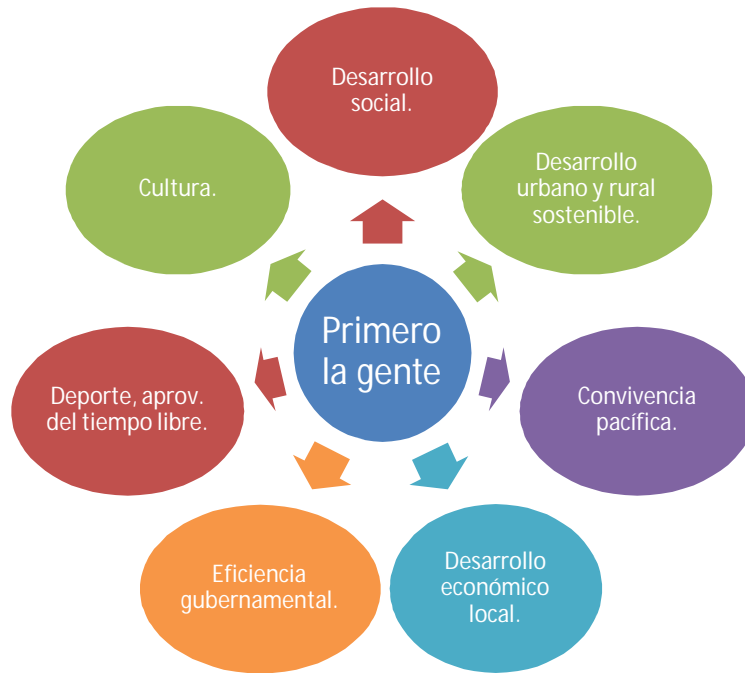 Desarrollo
social.
Desarrollo
urbano y rural
sostenible.
Convivencia
pacífica.
Desarrollo
económico
local.
Eficiencia
gubernamental.
Deporte, aprov.
del tiempo libre.
Cultura.
Primero
la gente